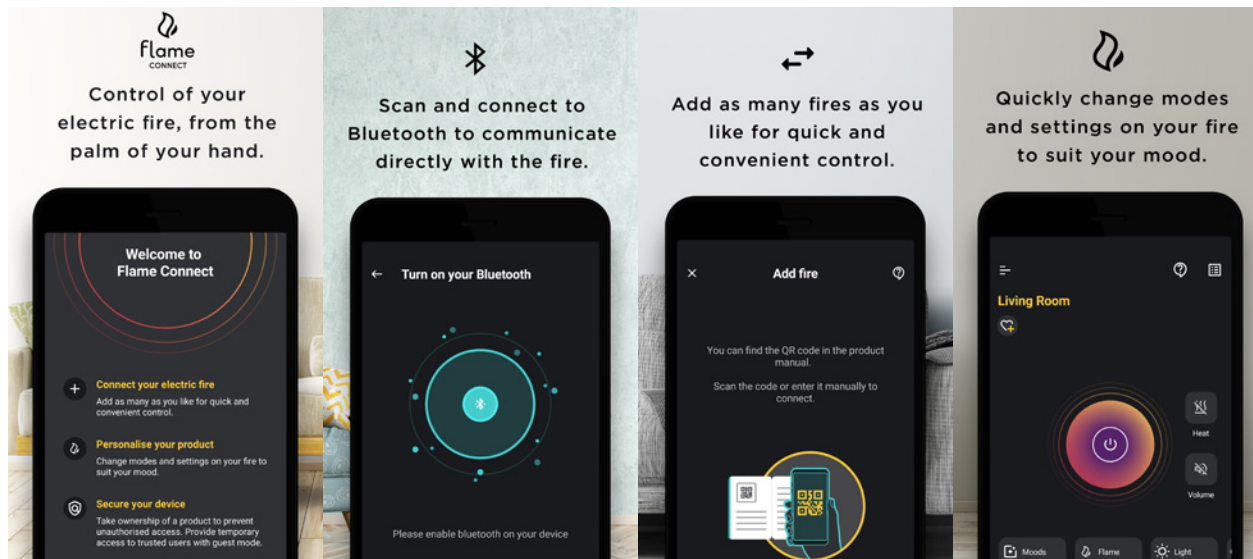 flame
CONNECT
Control of your
electric fire, from the
palm of your hand.
Welcome to
Flame Connect
Connect your electric fire
Add as many as you like for quick and
convenient control.
Personalise your product
Change modes and settings on your fire to
suit your mood.
Secure your device
Take ownership of a product to prevent
unauthorised access. Provide temporary
access to trusted users with guest mode.
Scan and connect to
Bluetooth to communicate
directly with the fire.
Turn on your Bluetooth
Please enable bluetooth on your device
Add as many fires as you
like for quick and
convenient control.
Add fire
You can find the QR code in the product
manual.
Scan the code or enter it manually to
connect.
Quickly change modes
and settings on your fire
to suit your mood.
Living Room
Heat
Volume
Moods
Flame
Light